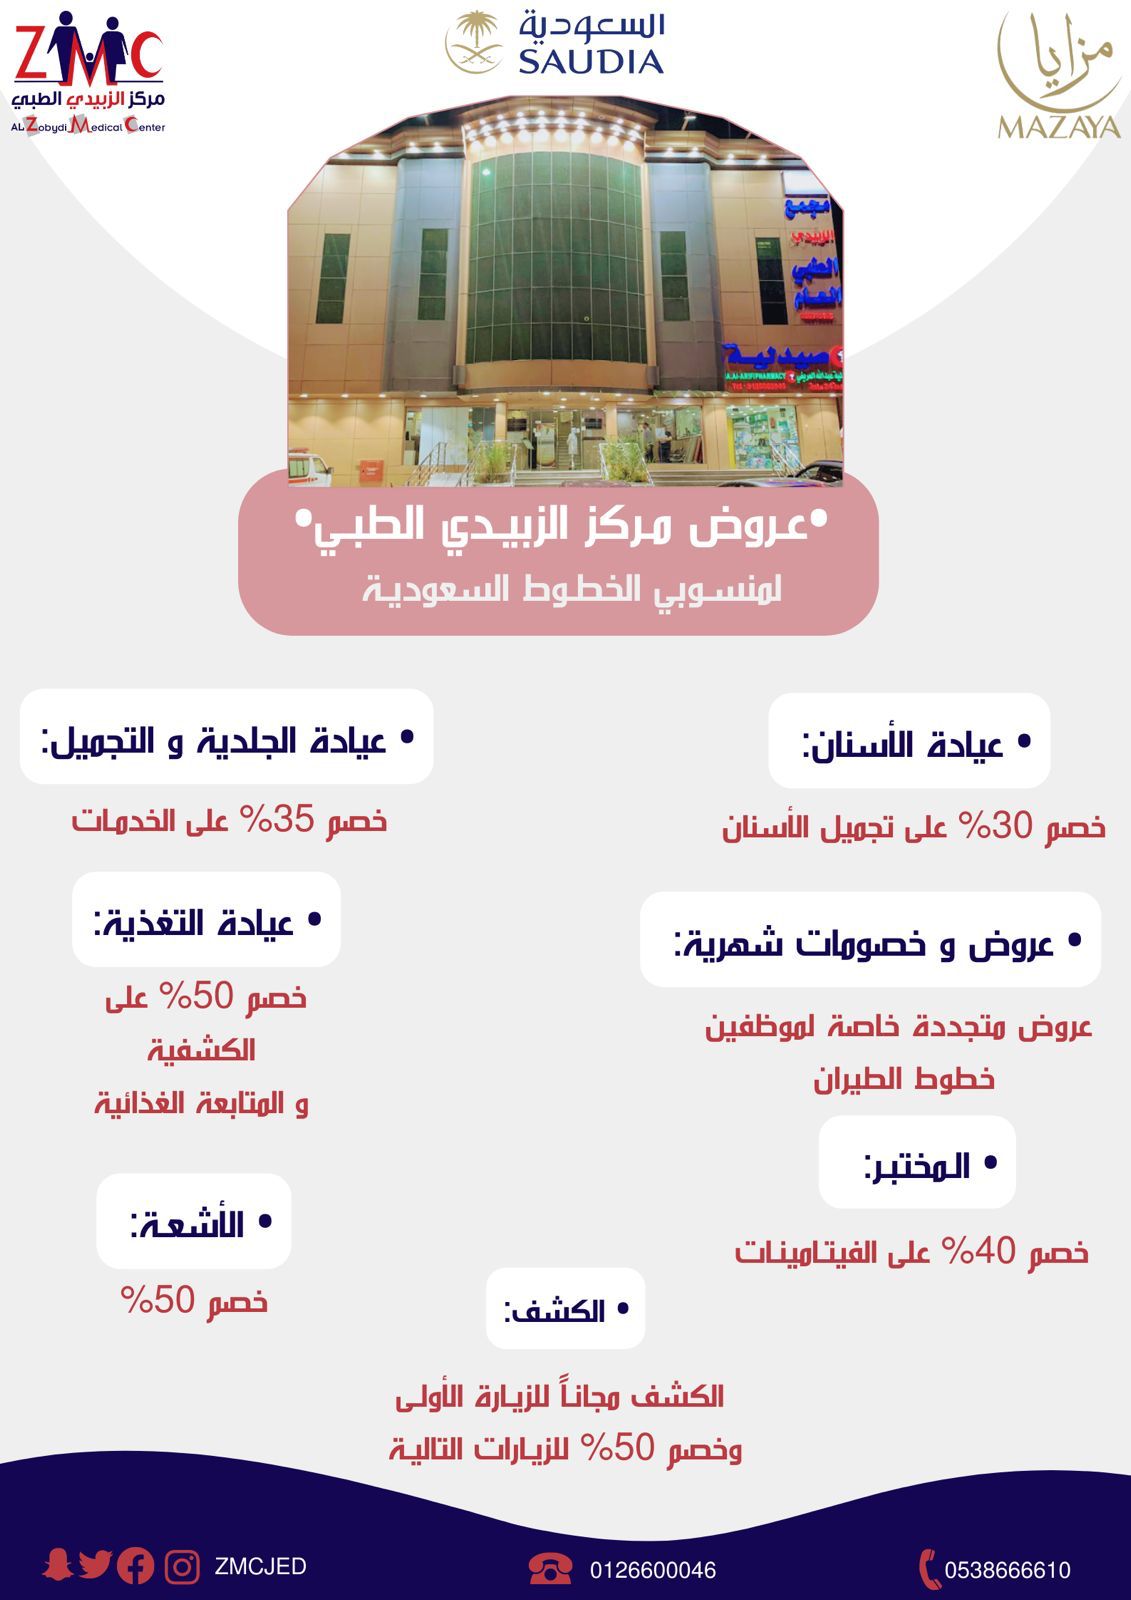 ZMC
مركز الزبيدي الطبي
AL Zobydi Medical Center
السعودية
SAUDIA
مزايا
MAZAYA
مجمع
الزبيدي
الطبي
العام
صيدلية
•عروض مركز الزبيدي الطبي•
لمنسوبي الخطوط السعودية
• عيادة الأسنان:
خصم 30% على تجميل الأسنان
• عيادة الجلدية و التجميل:
خصم 35% على الخدمات
• عروض و خصومات شهرية:
عروض متجددة خاصة لموظفين
خطوط الطيران
• عيادة التغذية:
خصم 50% على
الكشفية
و المتابعة الغذائية
• المختبر:
خصم 40% على الفيتامينات
• الأشعة:
خصم 50%
• الكشف:
الكشف مجاناً للزيارة الأولى
وخصم 50% للزيارات التالية
ZMCJED
0126600046
0538666610